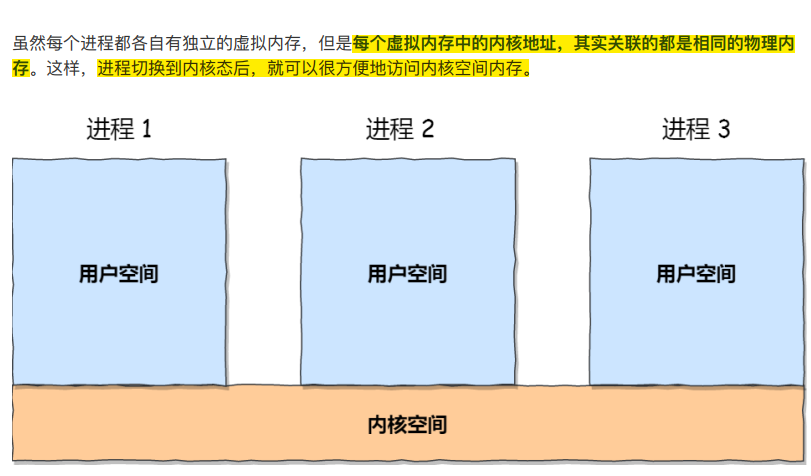 虽然每个进程都各自有独立的虚拟内存，但是每个虚拟内存中的内核地址，其实关联的都是相同的物理内
存。这样，进程切换到内核态后，就可以很方便地访问内核空间内存。
进程 1 进程 2 进程 3
用户空间 用户空间 用户空间
内核空间